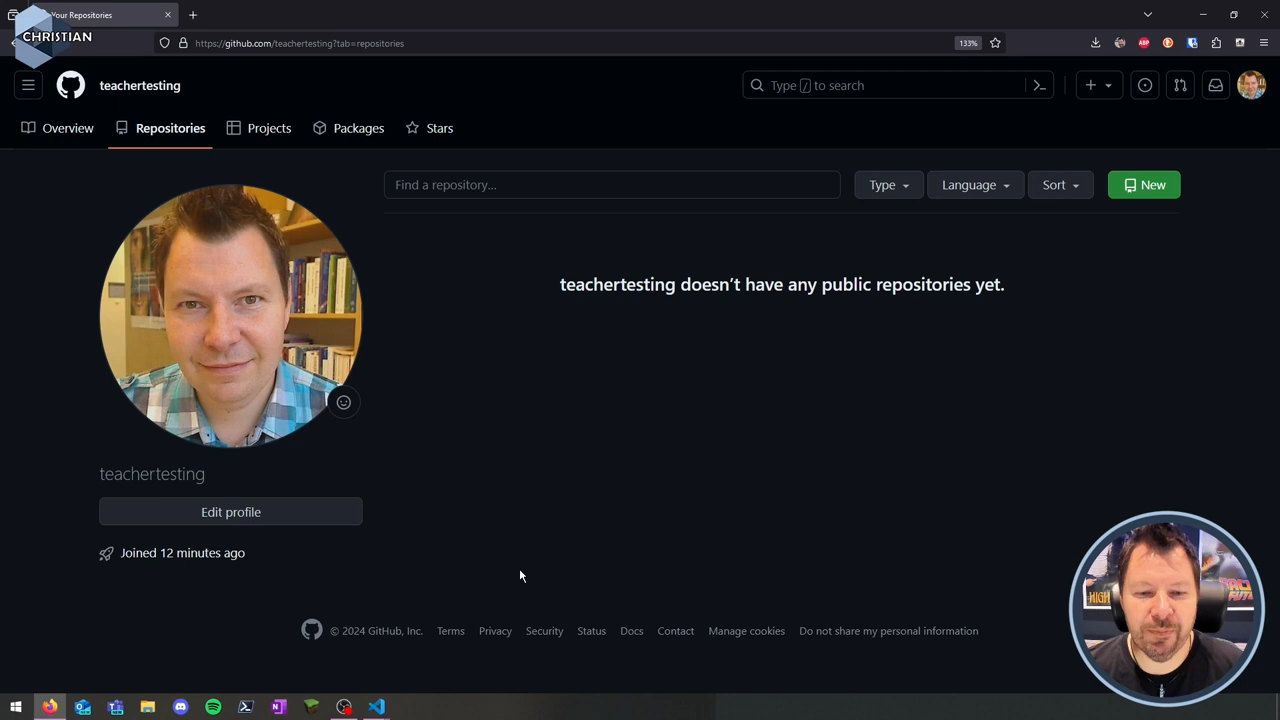 Your Repositories
CHRISTIAN
https://github.com/teachertesting?tab=repositories
133%
ABP
teachertesting
Type / to search
Overview
Repositories
Projects
Packages
Stars
Find a repository...
Type
Language
Sort
New
teachertesting doesn’t have any public repositories yet.
teachertesting
Edit profile
Joined 12 minutes ago
© 2024 GitHub, Inc.
Terms
Privacy
Security
Status
Docs
Contact
Manage cookies
Do not share my personal information